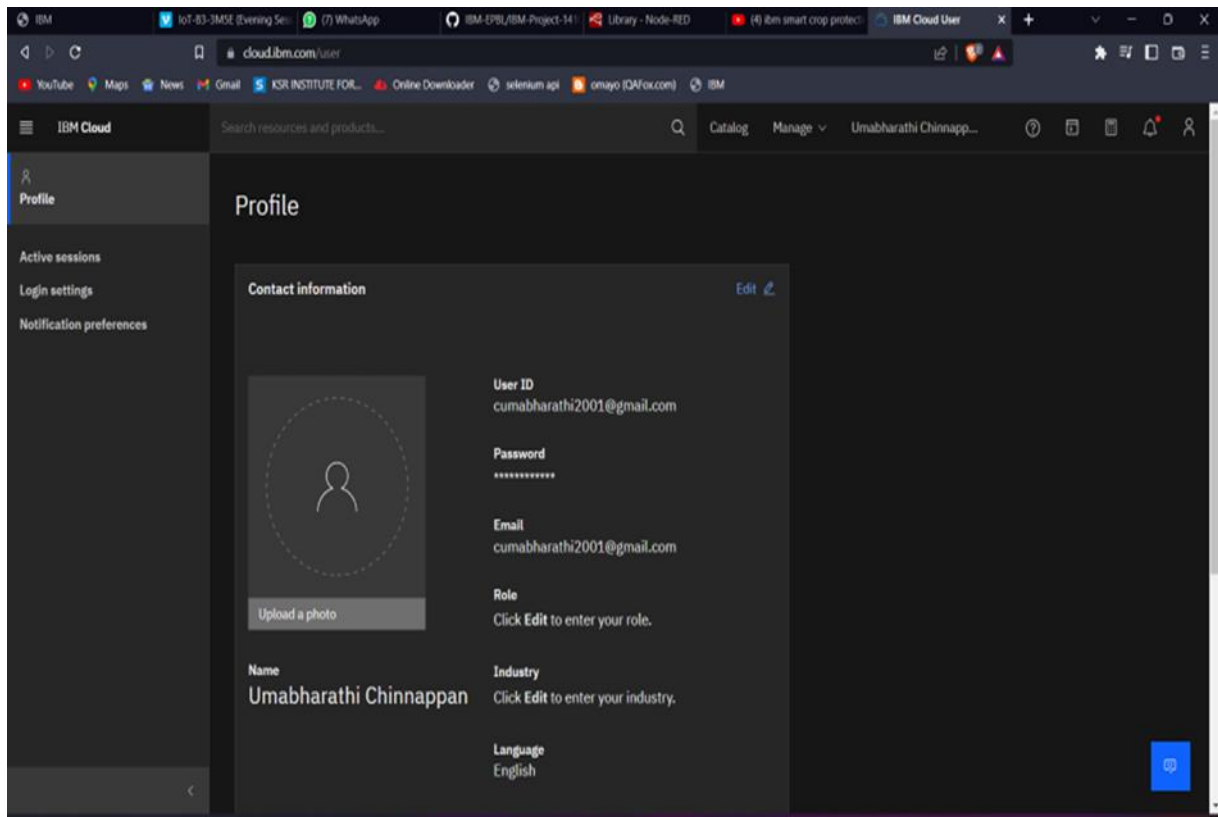 IBM
IoT-B3-3M5E (Evening Ses
(7) WhatsApp
IBM-EPBL/IBM-Project-141
Library - Node-RED
(4) ibm smart crop protecti
IBM Cloud User
cloud.ibm.com/user
YouTube
Maps
News
Gmail
KSR INSTITUTE FOR...
Online Downloader
selenium api
omayo (QAFox.com)
IBM
IBM Cloud
Search resources and products...
Catalog
Manage
Umabharathi Chinnapp...
Profile
Active sessions
Login settings
Notification preferences
Profile
Contact information
Edit
Upload a photo
Name
Umabharathi Chinnappan
User ID
cumabharathi2001@gmail.com
Password
************
Email
cumabharathi2001@gmail.com
Role
Click Edit to enter your role.
Industry
Click Edit to enter your industry.
Language
English